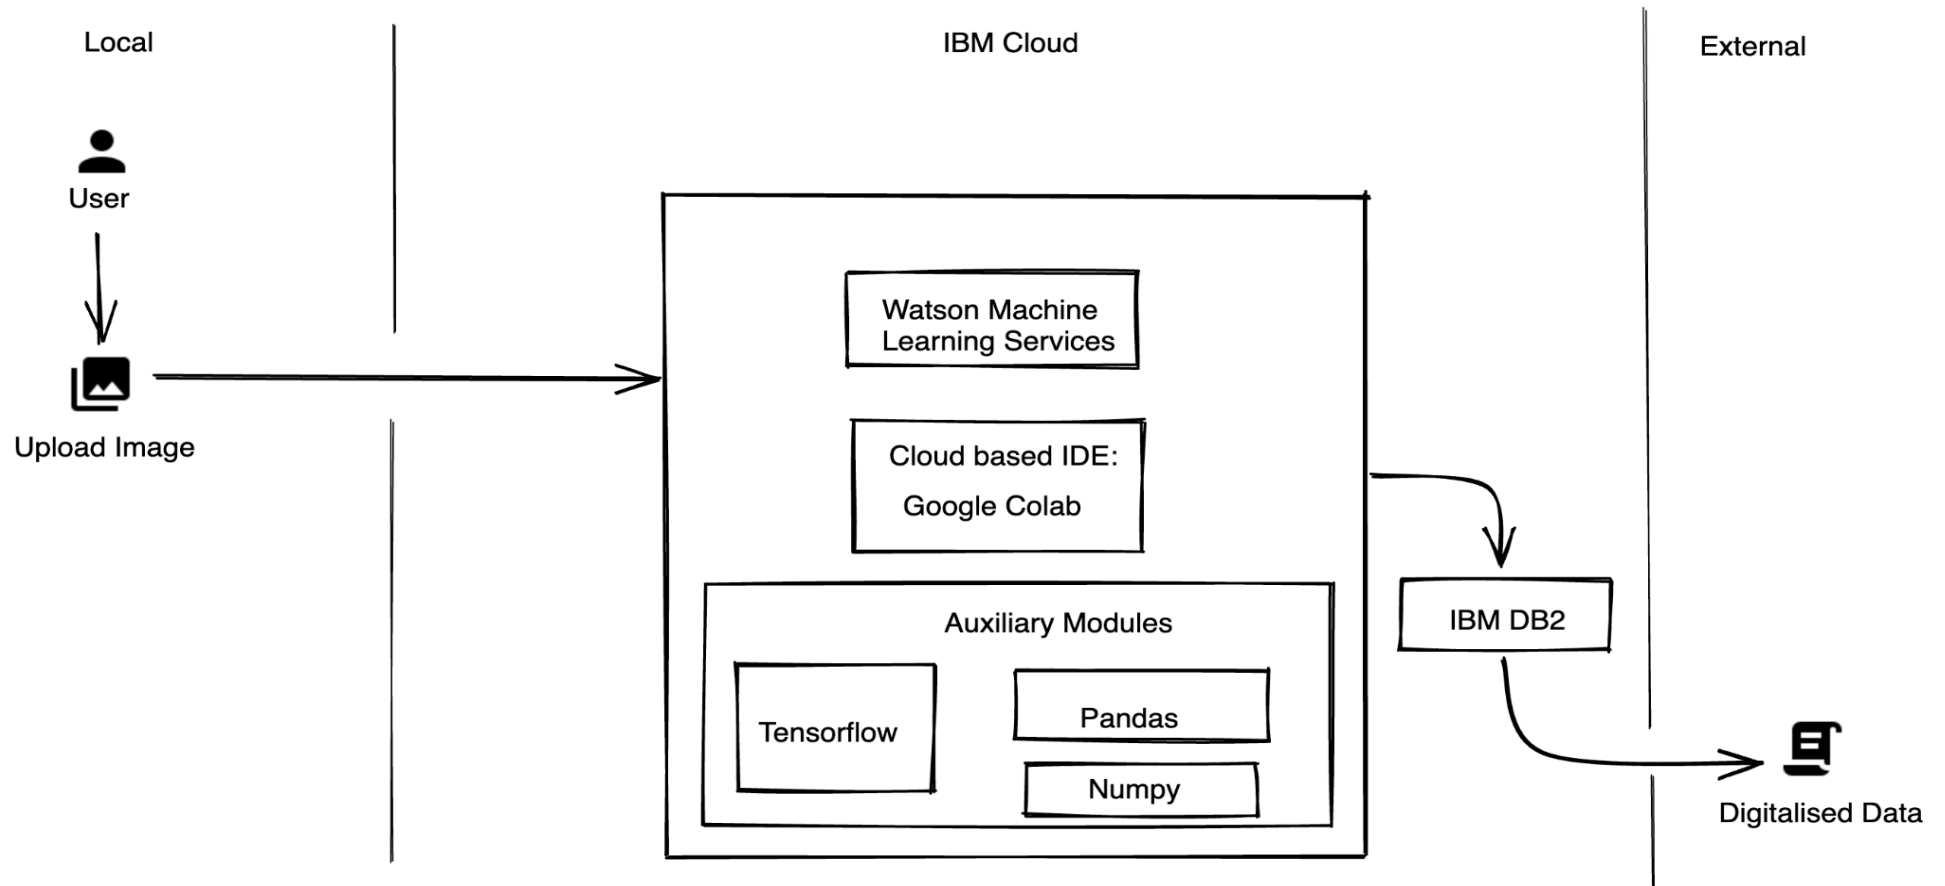 Local
IBM Cloud
External
User
Upload Image
Watson Machine
Learning Services
Cloud based IDE:
Google Colab
Auxiliary Modules
Tensorflow
Pandas
Numpy
IBM DB2
Digitalised Data